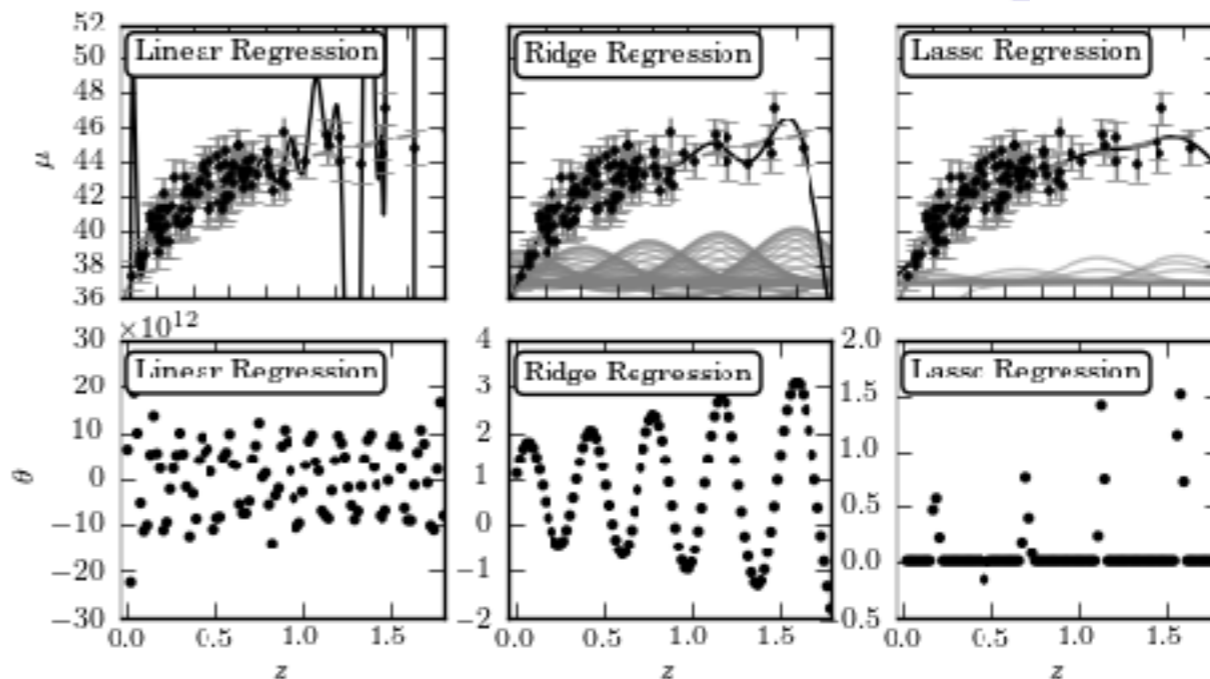 52
50
48
46
44
42
40
38
36
μ
Linear Regression
Ridge Regression
Lasso Regression
×10¹²
30
20
10
0
−10
−20
−30
θ
Linear Regression
0.0 0.5 1.0 1.5
z
4
3
2
1
0
−1
−2
Ridge Regression
0.0 0.5 1.0 1.5
z
2.0
1.5
1.0
0.5
0.0
0.5
Lasso Regression
0.0 0.5 1.0 1.5
z